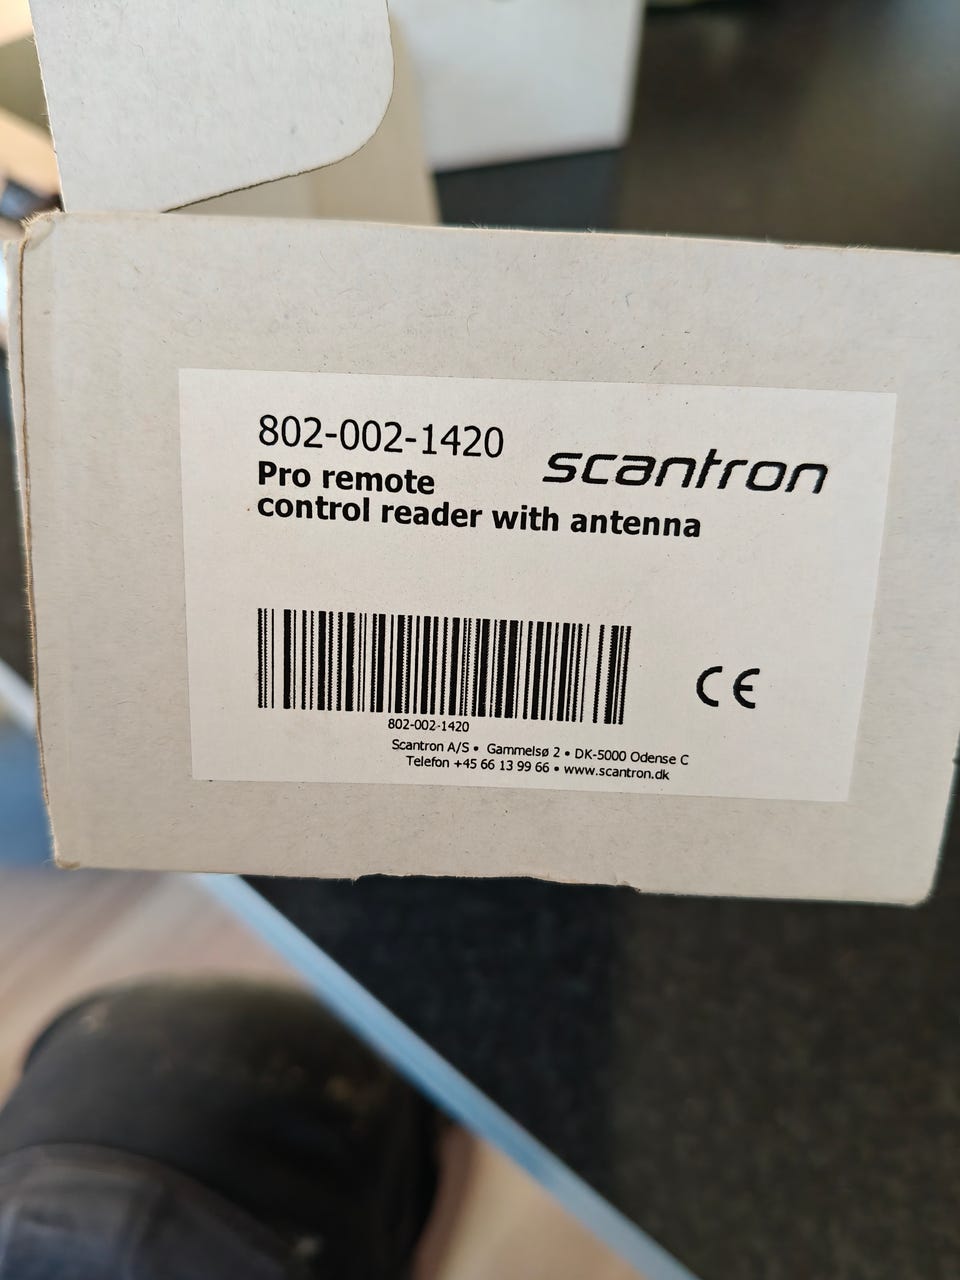 802-002-1420
scantron
Pro remote
control reader with antenna
802-002-1420
CE
Scantron A/S • Gammelsø 2 • DK-5000 Odense C
Telefon +45 66 13 99 66 • www.scantron.dk